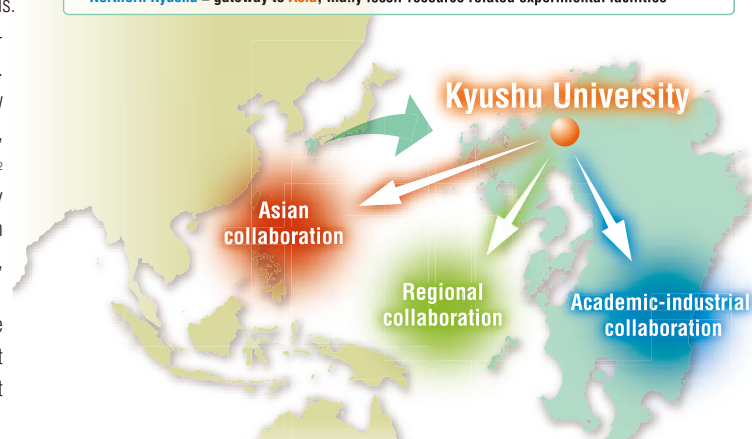 ds.
Northern Kyushu = gateway to Asia; many fossil-resource-related experimental facilities
Kyushu University
Asian
collaboration
Regional
collaboration
Academic-industrial
collaboration